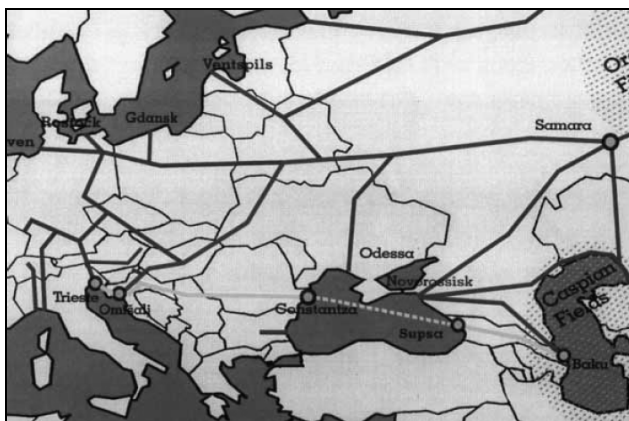 Ventspils
Rostock
Gdansk
Samara
ven
Odessa
Novorossisk
Caspian
Fields
Trieste
Omisalj
Constantza
Supsa
Baku